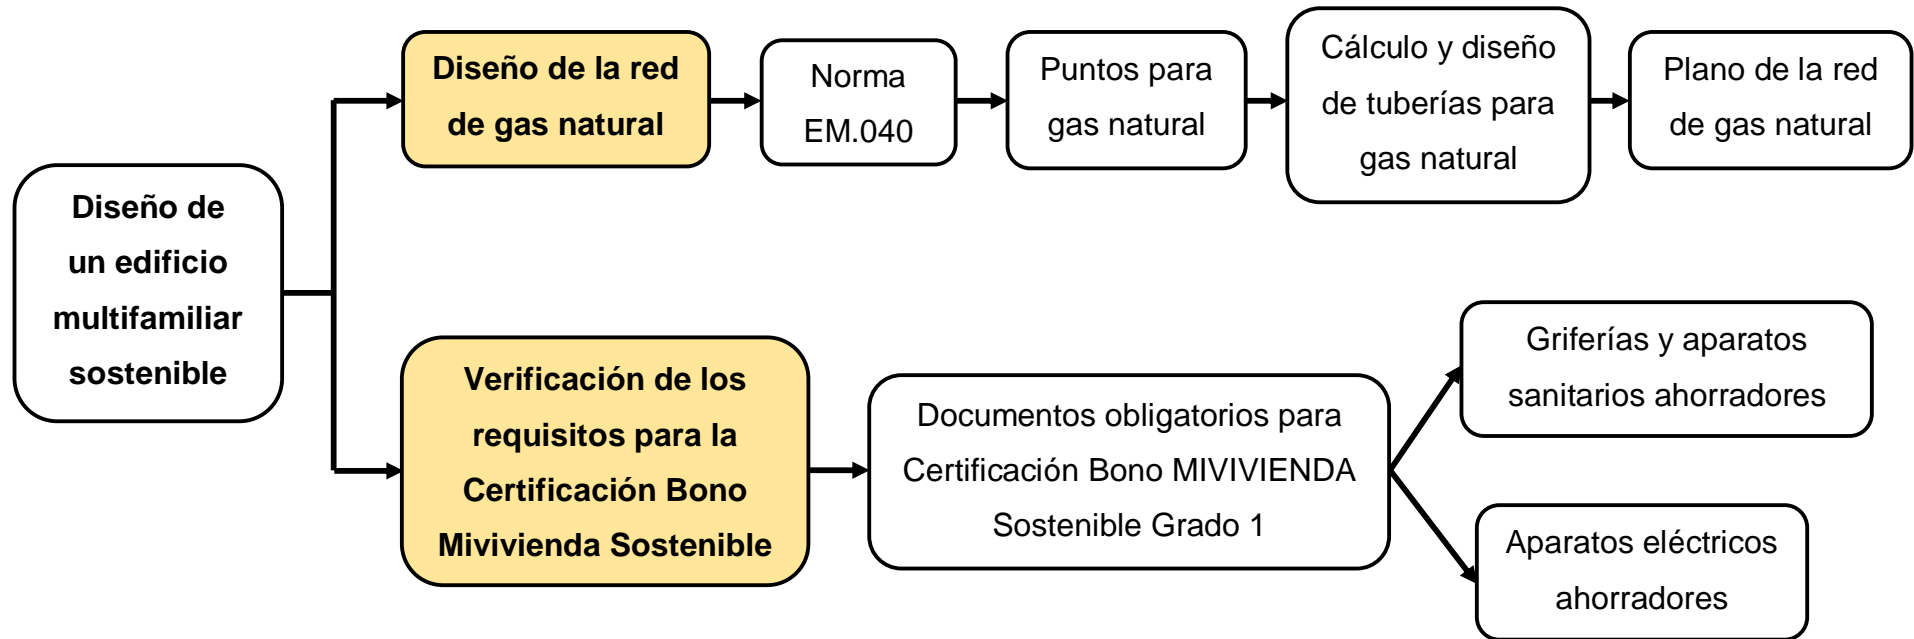 Diseño de
un edificio
multifamiliar
sostenible
Diseño de la red
de gas natural
Norma
EM.040
Puntos para
gas natural
Cálculo y diseño
de tuberías para
gas natural
Plano de la red
de gas natural
Verificación de los
requisitos para la
Certificación Bono
Mivivienda Sostenible
Documentos obligatorios para
Certificación Bono MIVIVIENDA
Sostenible Grado 1
Griferías y aparatos
sanitarios ahorradores
Aparatos eléctricos
ahorradores